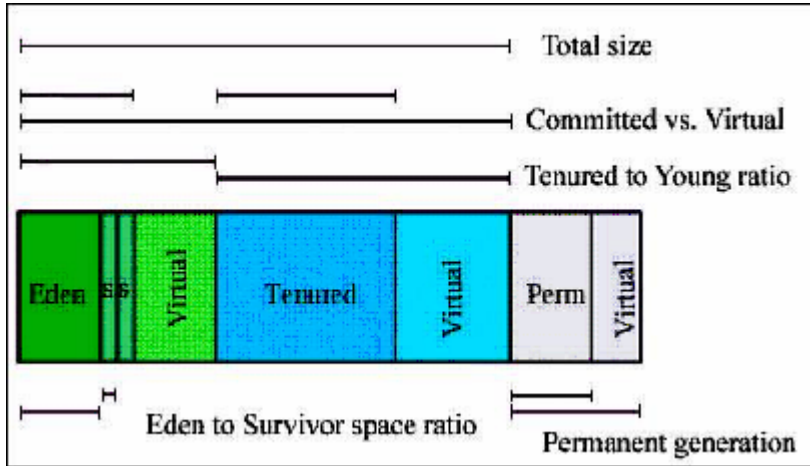 Total size
Committed vs. Virtual
Tenured to Young ratio
Eden
S
S
Virtual
Tenured
Virtual
Perm
Virtual
Eden to Survivor space ratio
Permanent generation